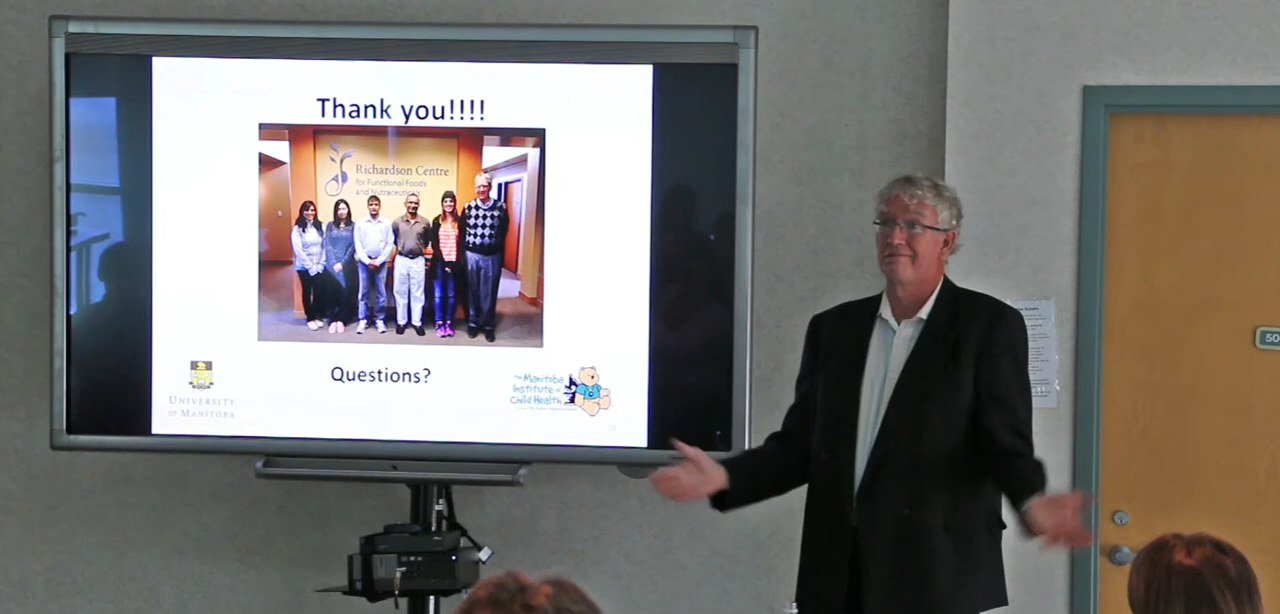 Thank you!!!!
Richardson Centre
for Functional Foods
and Nutraceuticals
Questions?
UNIVERSITY
OF MANITOBA
The Manitoba
Institute of
Child Health
50